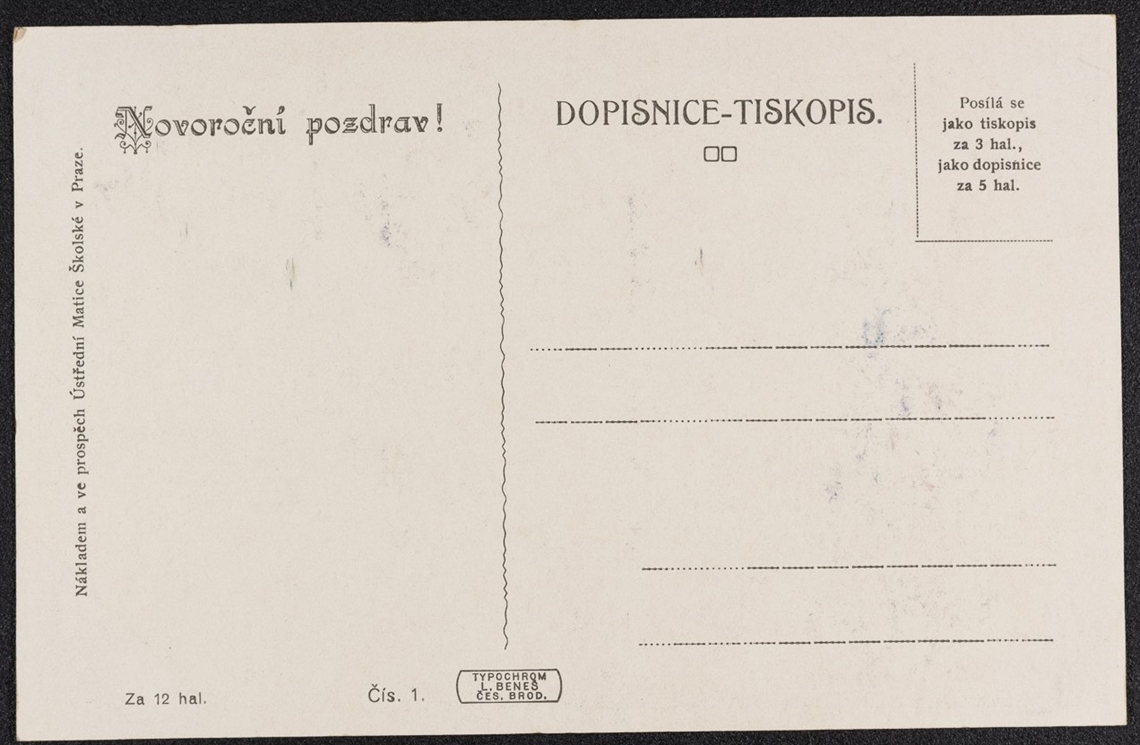 Novoroční pozdrav!
Nákladem a ve prospěch Ústřední Matice Školské v Praze.
Za 12 hal.
Čís. 1.
TYPOCHROM
L. BENEŠ
ČES. BROD.
DOPISNICE-TISKOPIS.
Posílá se
jako tiskopis
za 3 hal.,
jako dopisnice
za 5 hal.